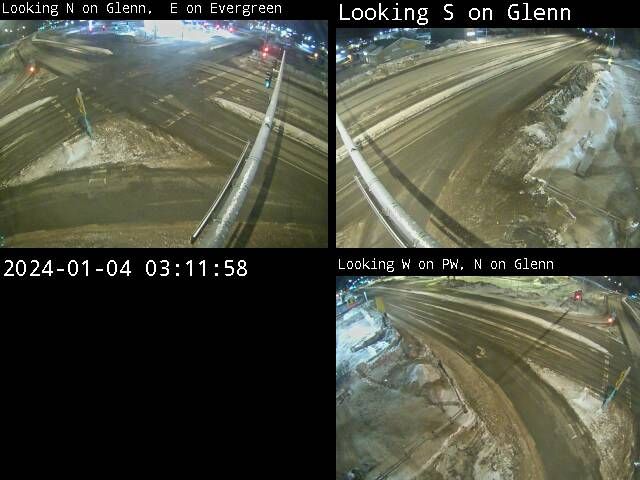 Looking N on Glenn,  E on Evergreen
Looking S on Glenn
2024-01-04 03:11:58
Looking W on PW, N on Glenn